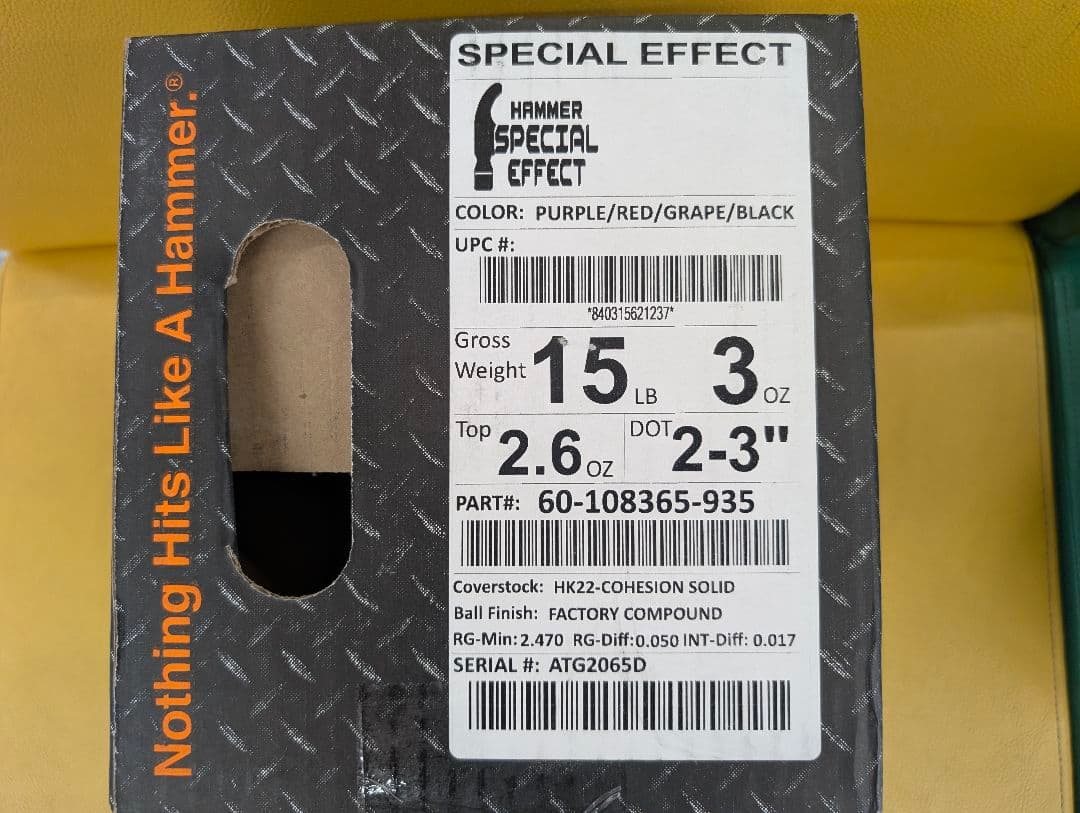 Nothing Hits Like A Hammer.®
SPECIAL EFFECT
HAMMER
SPECIAL
EFFECT
COLOR: PURPLE/RED/GRAPE/BLACK
UPC #:
*840315621237*
Gross Weight 15 LB 3 OZ
Top 2.6 OZ DOT 2-3"
PART#: 60-108365-935
Coverstock: HK22-COHESION SOLID
Ball Finish: FACTORY COMPOUND
RG-Min:2.470 RG-Diff:0.050 INT-Diff: 0.017
SERIAL #: ATG2065D